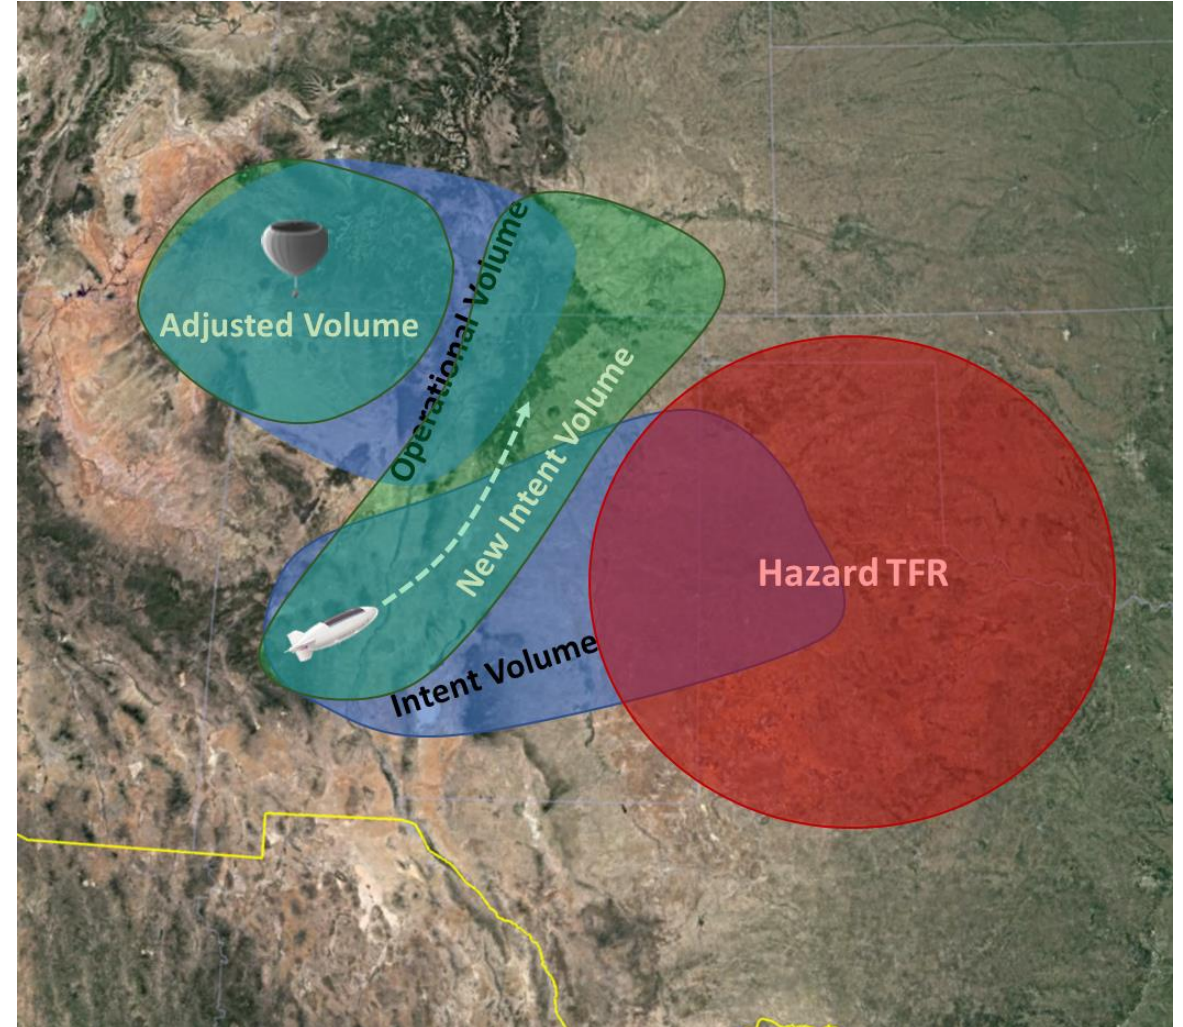 Adjusted Volume
Operational Volume
New Intent Volume
Hazard TFR
Intent Volume